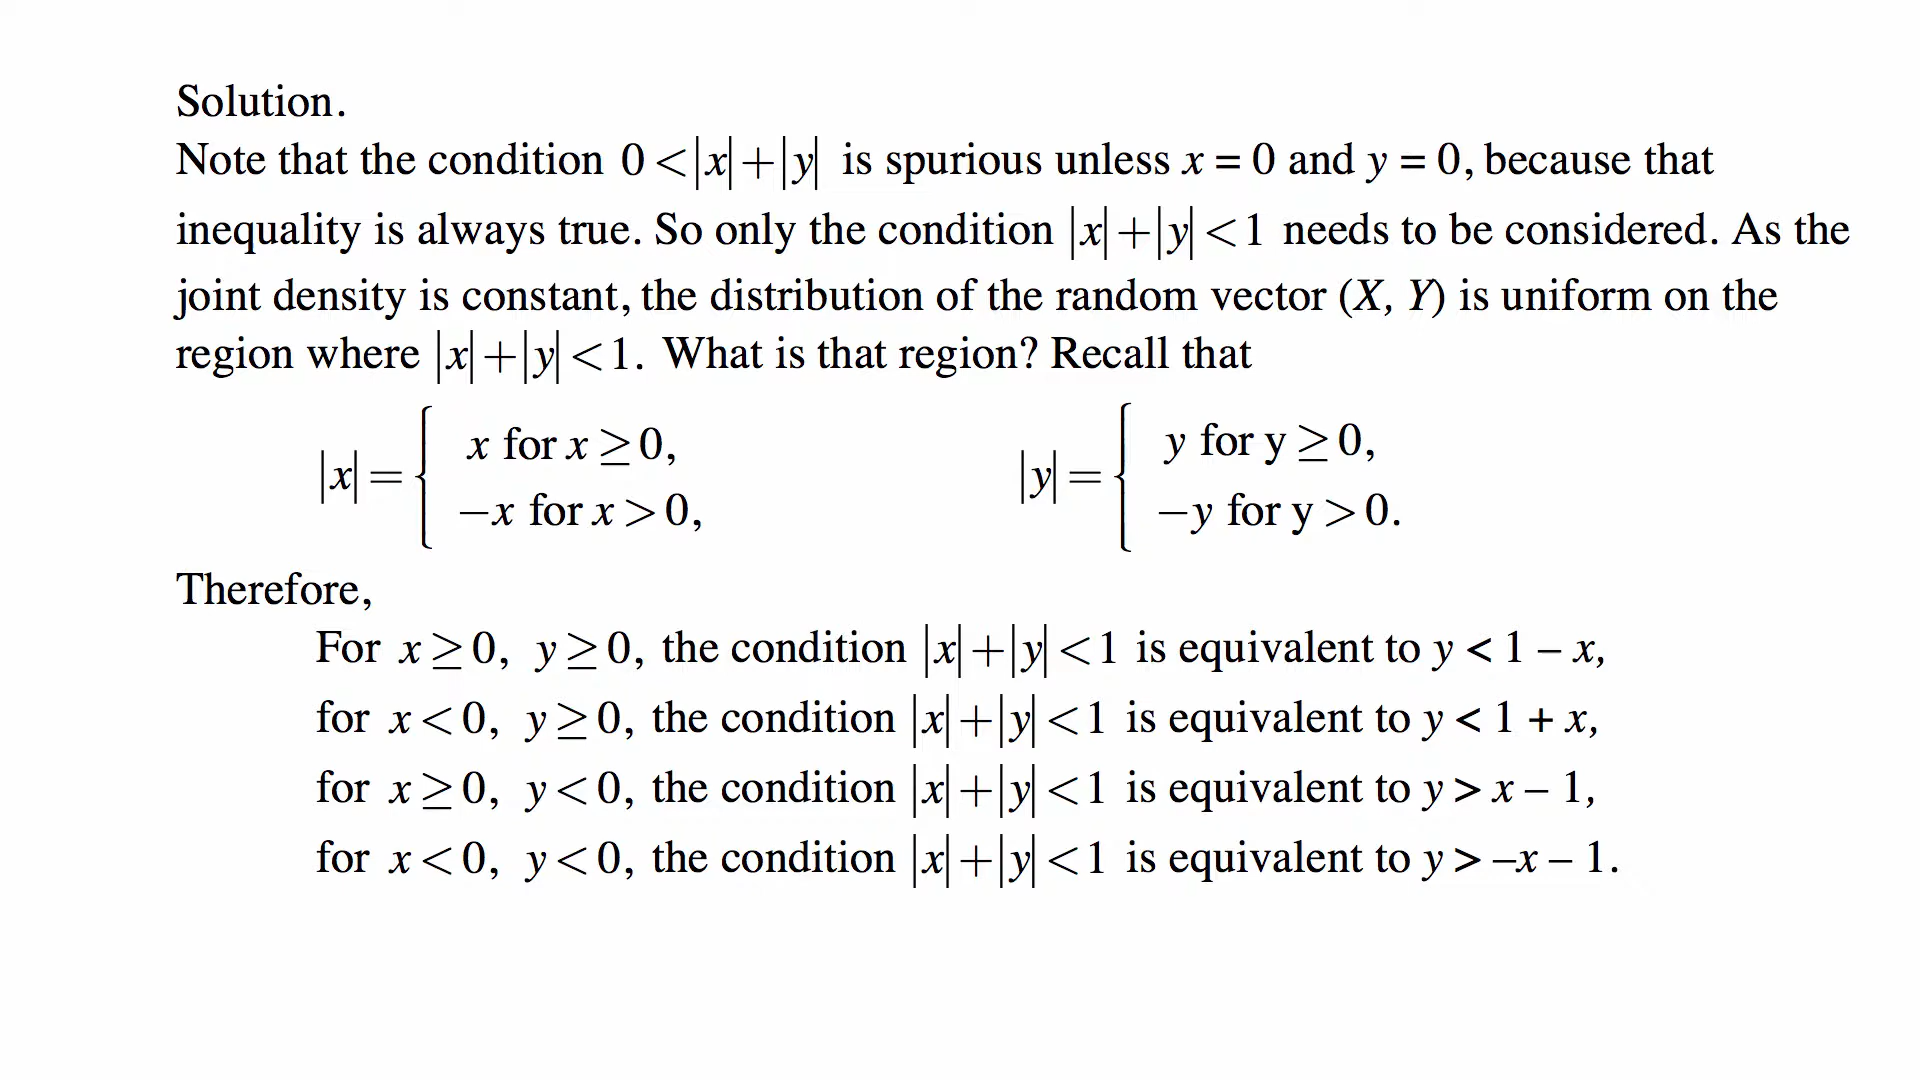 Solution.
Note that the condition 0 < |x| + |y| is spurious unless x = 0 and y = 0, because that
inequality is always true. So only the condition |x| + |y| < 1 needs to be considered. As the
joint density is constant, the distribution of the random vector (X, Y) is uniform on the
region where |x| + |y| < 1. What is that region? Recall that
|x| = { x for x ≥ 0, −x for x > 0, |y| = { y for y ≥ 0, −y for y > 0.
Therefore,
For x ≥ 0, y ≥ 0, the condition |x| + |y| < 1 is equivalent to y < 1 – x,
for x < 0, y ≥ 0, the condition |x| + |y| < 1 is equivalent to y < 1 + x,
for x ≥ 0, y < 0, the condition |x| + |y| < 1 is equivalent to y > x – 1,
for x < 0, y < 0, the condition |x| + |y| < 1 is equivalent to y > –x – 1.